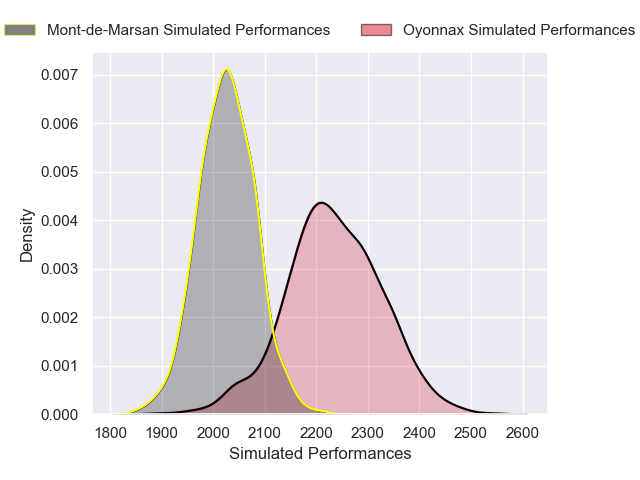 Mont-de-Marsan Simulated Performances Oyonnax Simulated Performances
0.007
0.006
0.005
0.004
0.003
0.002
0.001
0.000
Density
1800 1900 2000 2100 2200 2300 2400 2500 2600
Simulated Performances